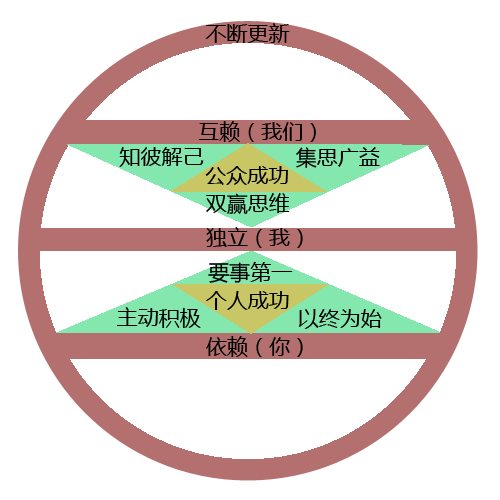 不断更新
互赖（我们）
知彼解己
集思广益
公众成功
双赢思维
独立（我）
要事第一
个人成功
主动积极
以终为始
依赖（你）